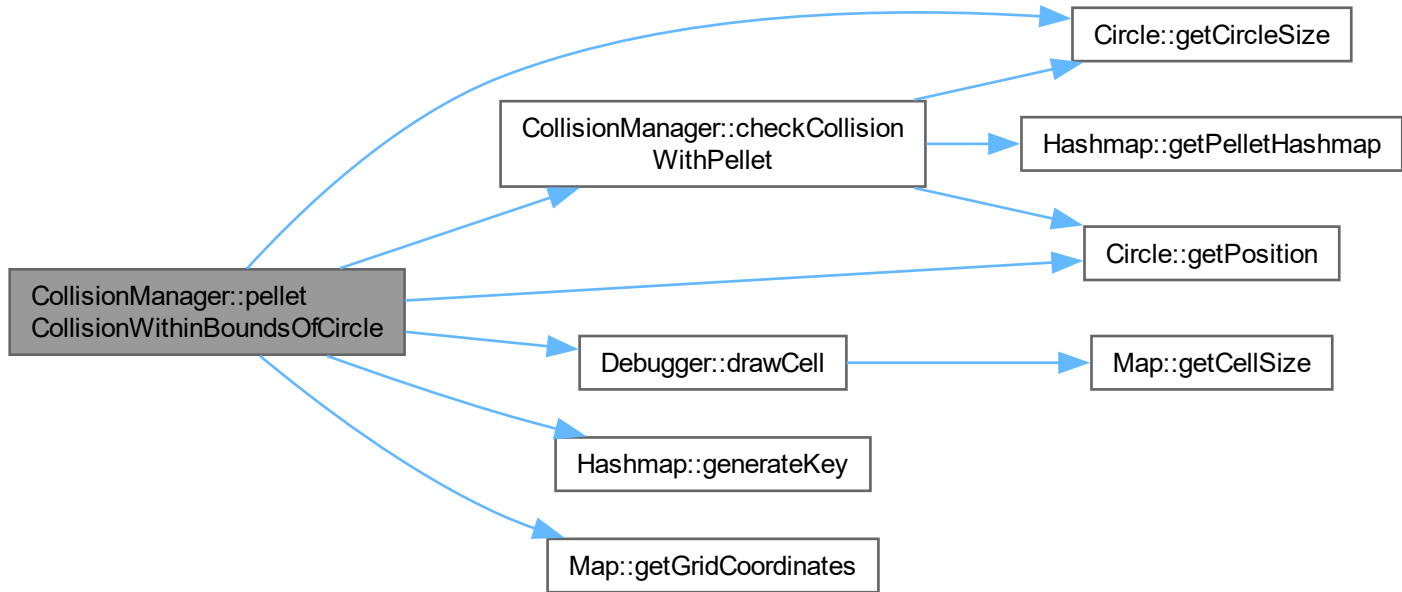 Circle::getCircleSize
CollisionManager::checkCollision
WithPellet
Hashmap::getPelletHashmap
Circle::getPosition
CollisionManager::pellet
CollisionWithinBoundsOfCircle
Debugger::drawCell
Map::getCellSize
Hashmap::generateKey
Map::getGridCoordinates